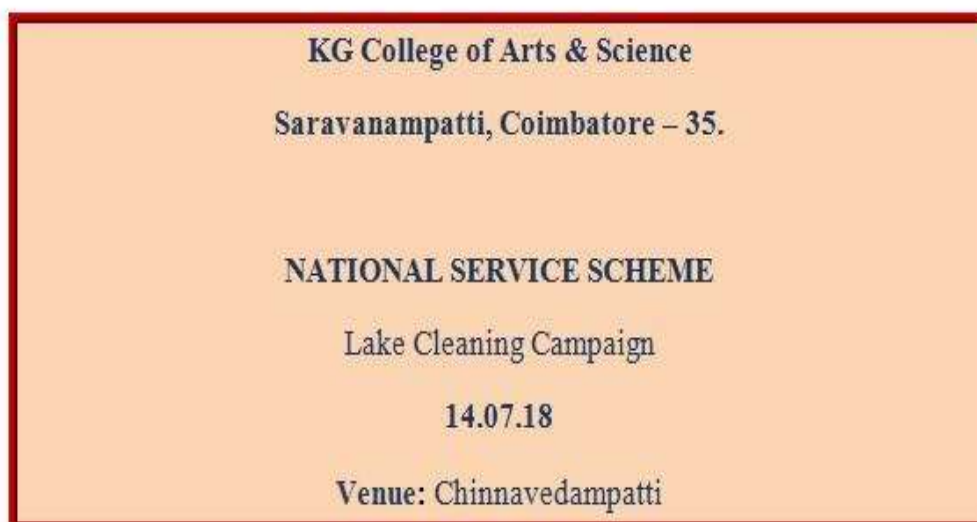 KG College of Arts & Science
Saravanampatti, Coimbatore – 35.
NATIONAL SERVICE SCHEME
Lake Cleaning Campaign
14.07.18
Venue: Chinnavedampatti